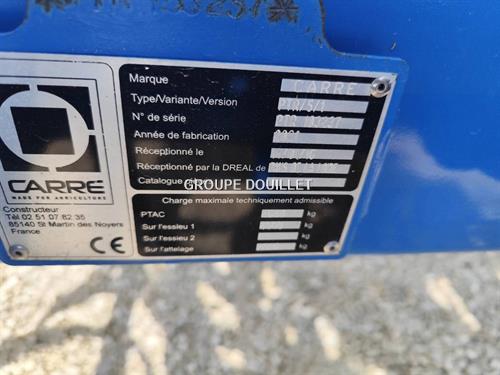 Marque CARRE
Type/Variante/Version
N° de série
Année de fabrication
Réceptionné le
Réceptionné par la DREAL de
Catalogue
GROUPE DOUILLET
Charge maximale techniquement admissible
PTAC kg
Sur l'essieu 1 kg
Sur l'essieu 2 kg
Sur l'attelage kg
CARRE
MADE FOR AGRICULTURE
Constructeur
Tél 02 51 07 82 35
85140 St Martin des Noyers
France
CE